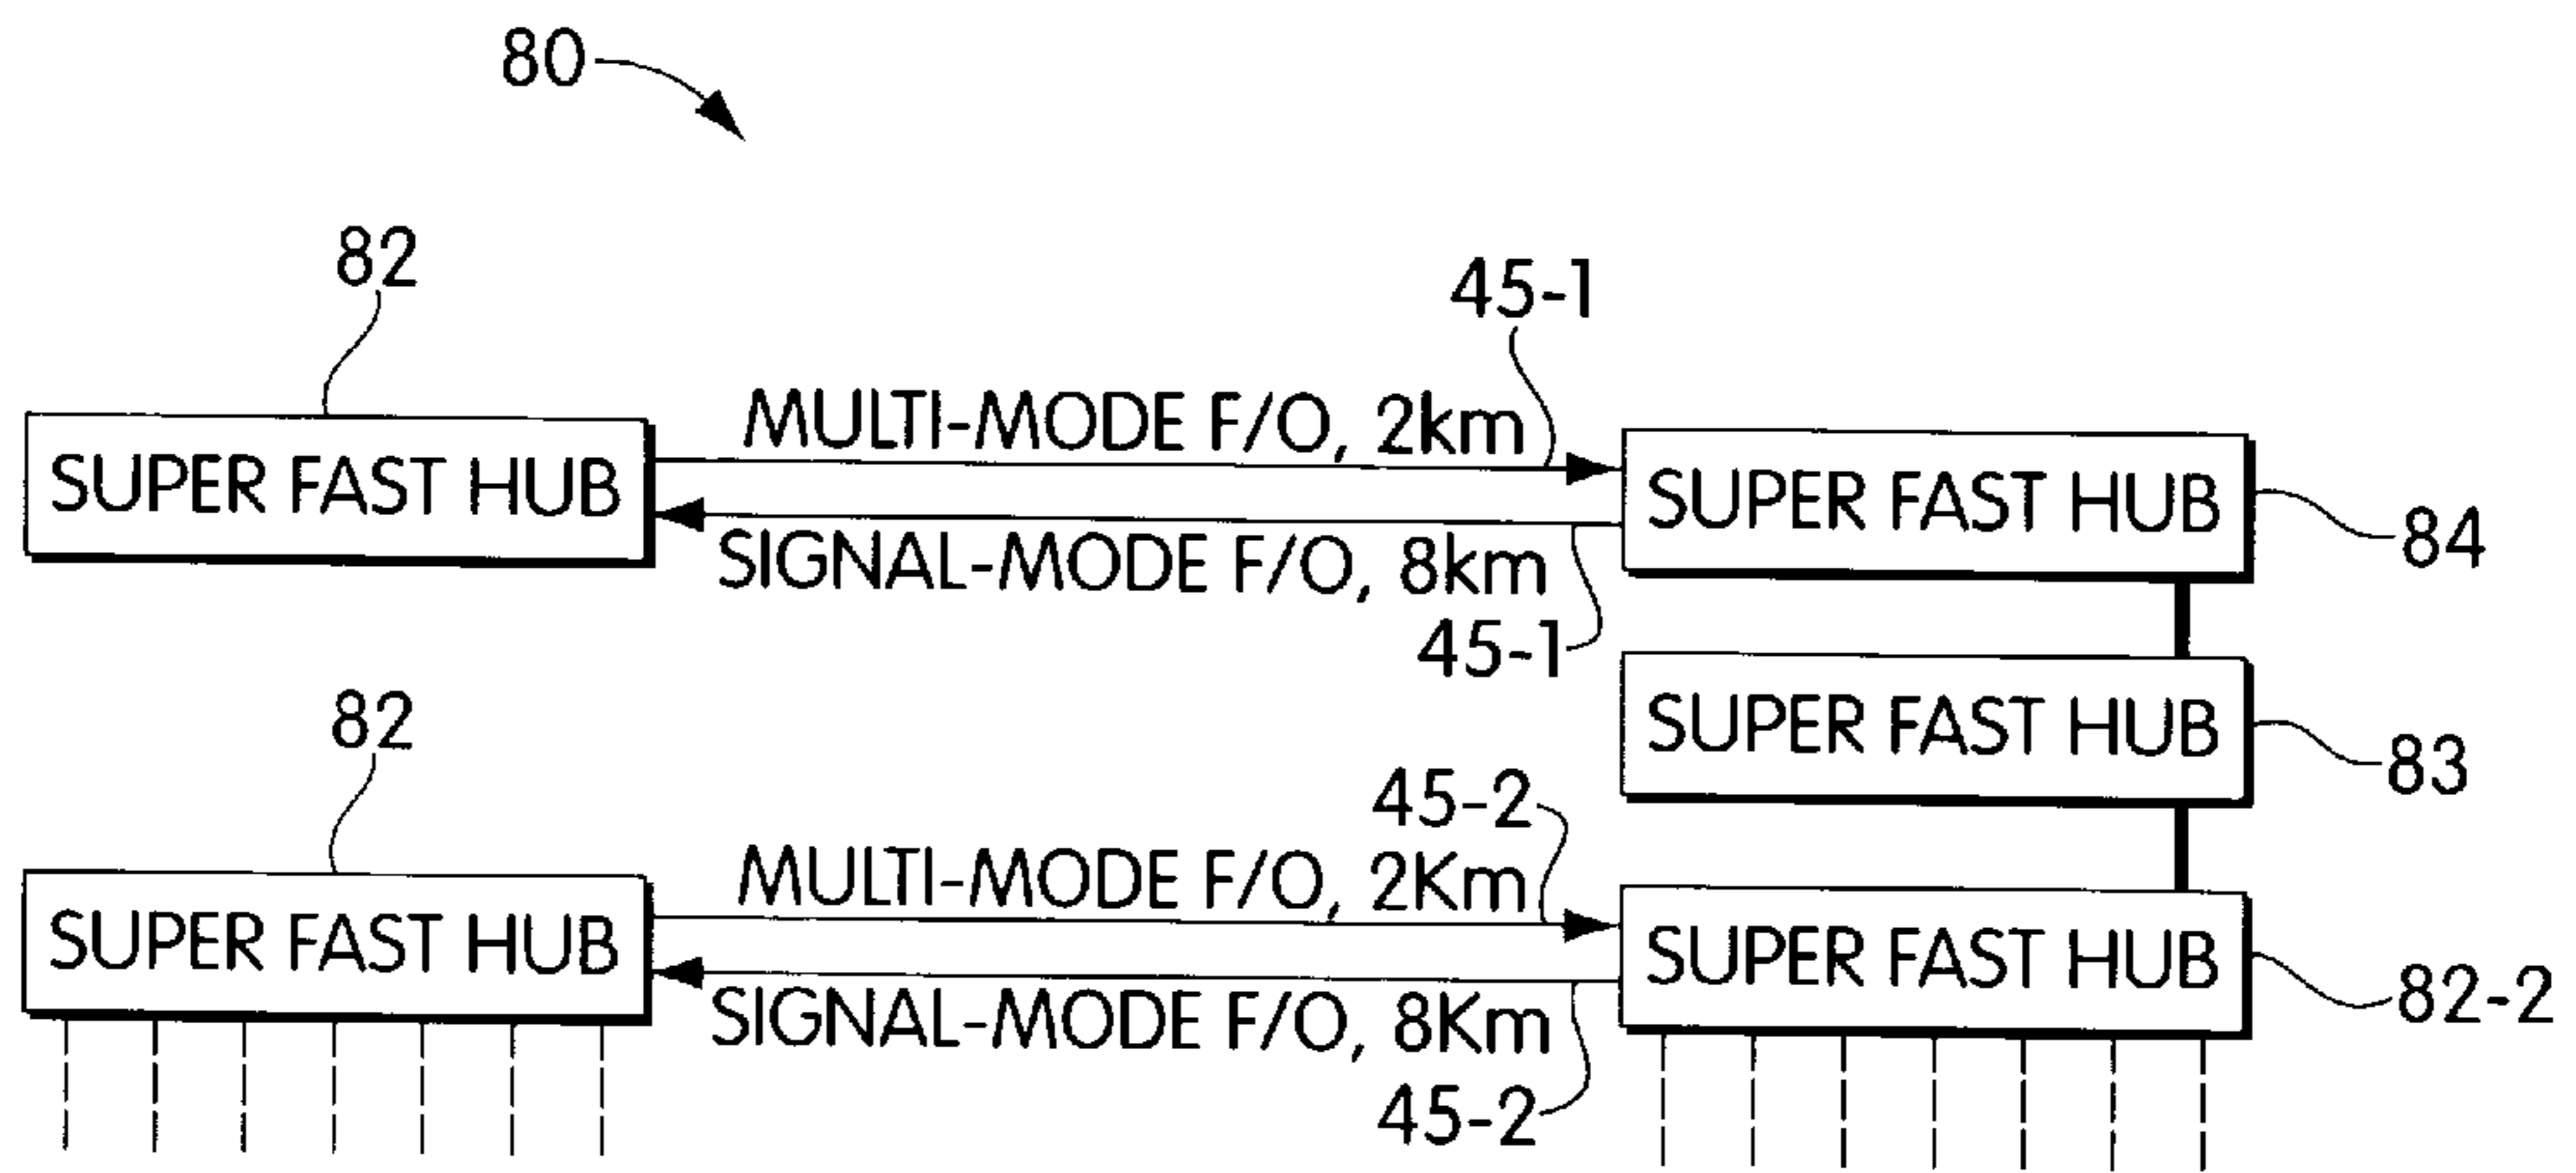 80
82
45-1
MULTI-MODE F/O, 2km
SUPER FAST HUB
SUPER FAST HUB
84
SIGNAL-MODE F/O, 8km
45-1
82
SUPER FAST HUB
83
45-2
MULTI-MODE F/O, 2Km
SUPER FAST HUB
SUPER FAST HUB
82-2
SIGNAL-MODE F/O, 8Km
45-2